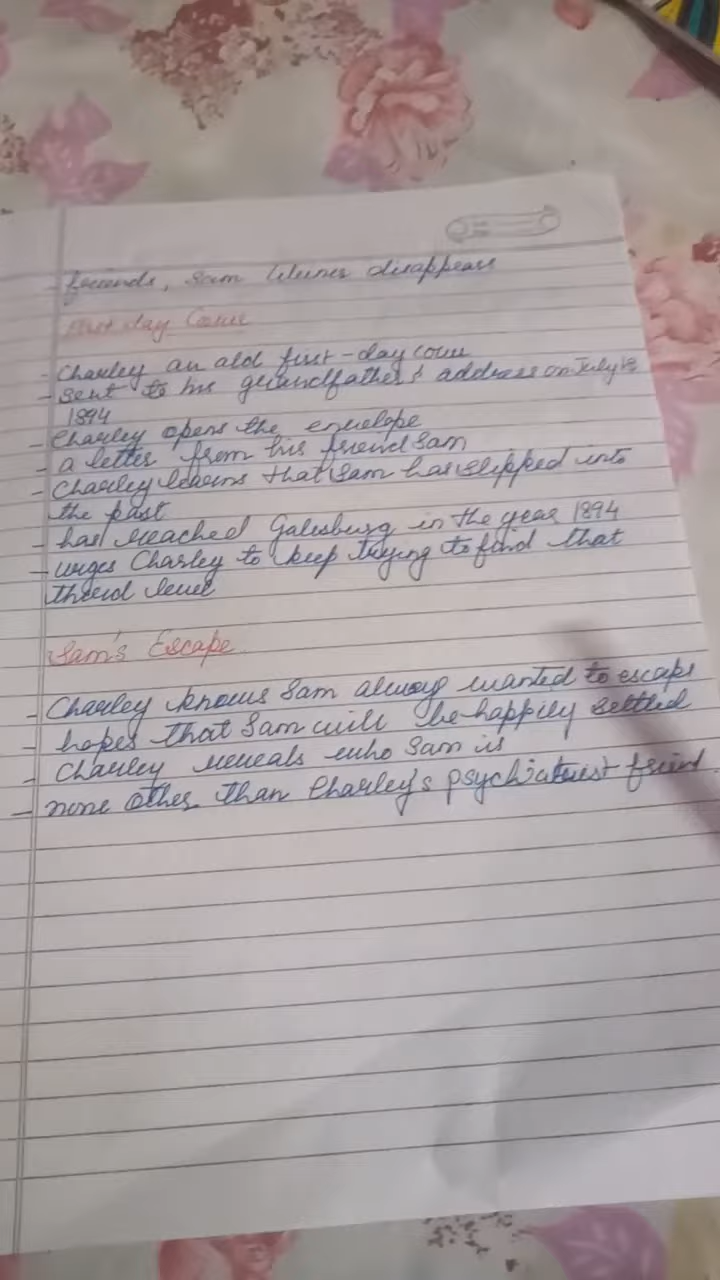 - friends, Sam Weiner disappears
First day Cover
- Charley an old first-day cover
- sent to his grandfather's address on July 18
1894
- Charley opens the envelope
- a letter from his friend Sam
- Charley learns that Sam has slipped into
the past
- has reached Galesburg in the year 1894
- urges Charley to keep trying to find that
third level
Sam's Escape
- Charley knows Sam always wanted to escape
- hopes that Sam will be happily settled
- Charley reveals who Sam is
- none other than Charley's psychiatrist friend.